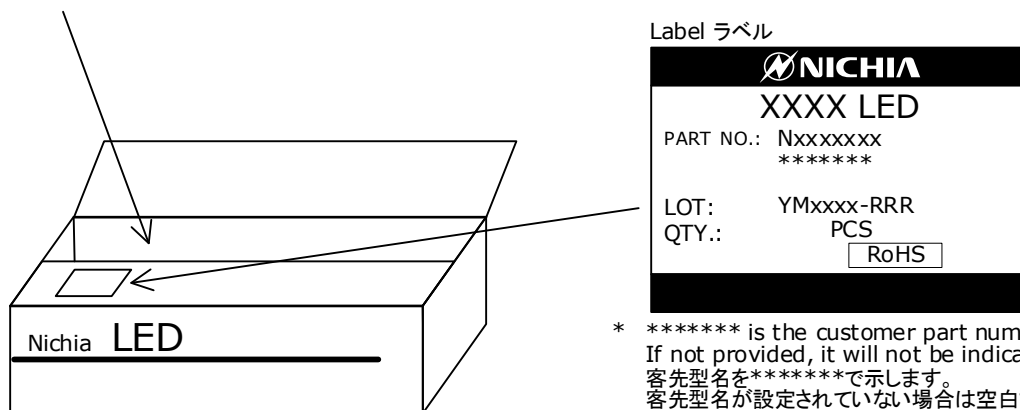 Label ラベル
NICHIA
XXXX LED
PART NO.: Nxxxxxxx
*******
LOT: YMxxxx-RRR
QTY.: PCS
RoHS
Nichia LED
* ******* is the customer part
If not provided, it will not be
客先型名を*******で示します。
客先型名が設定されていない場合は空白